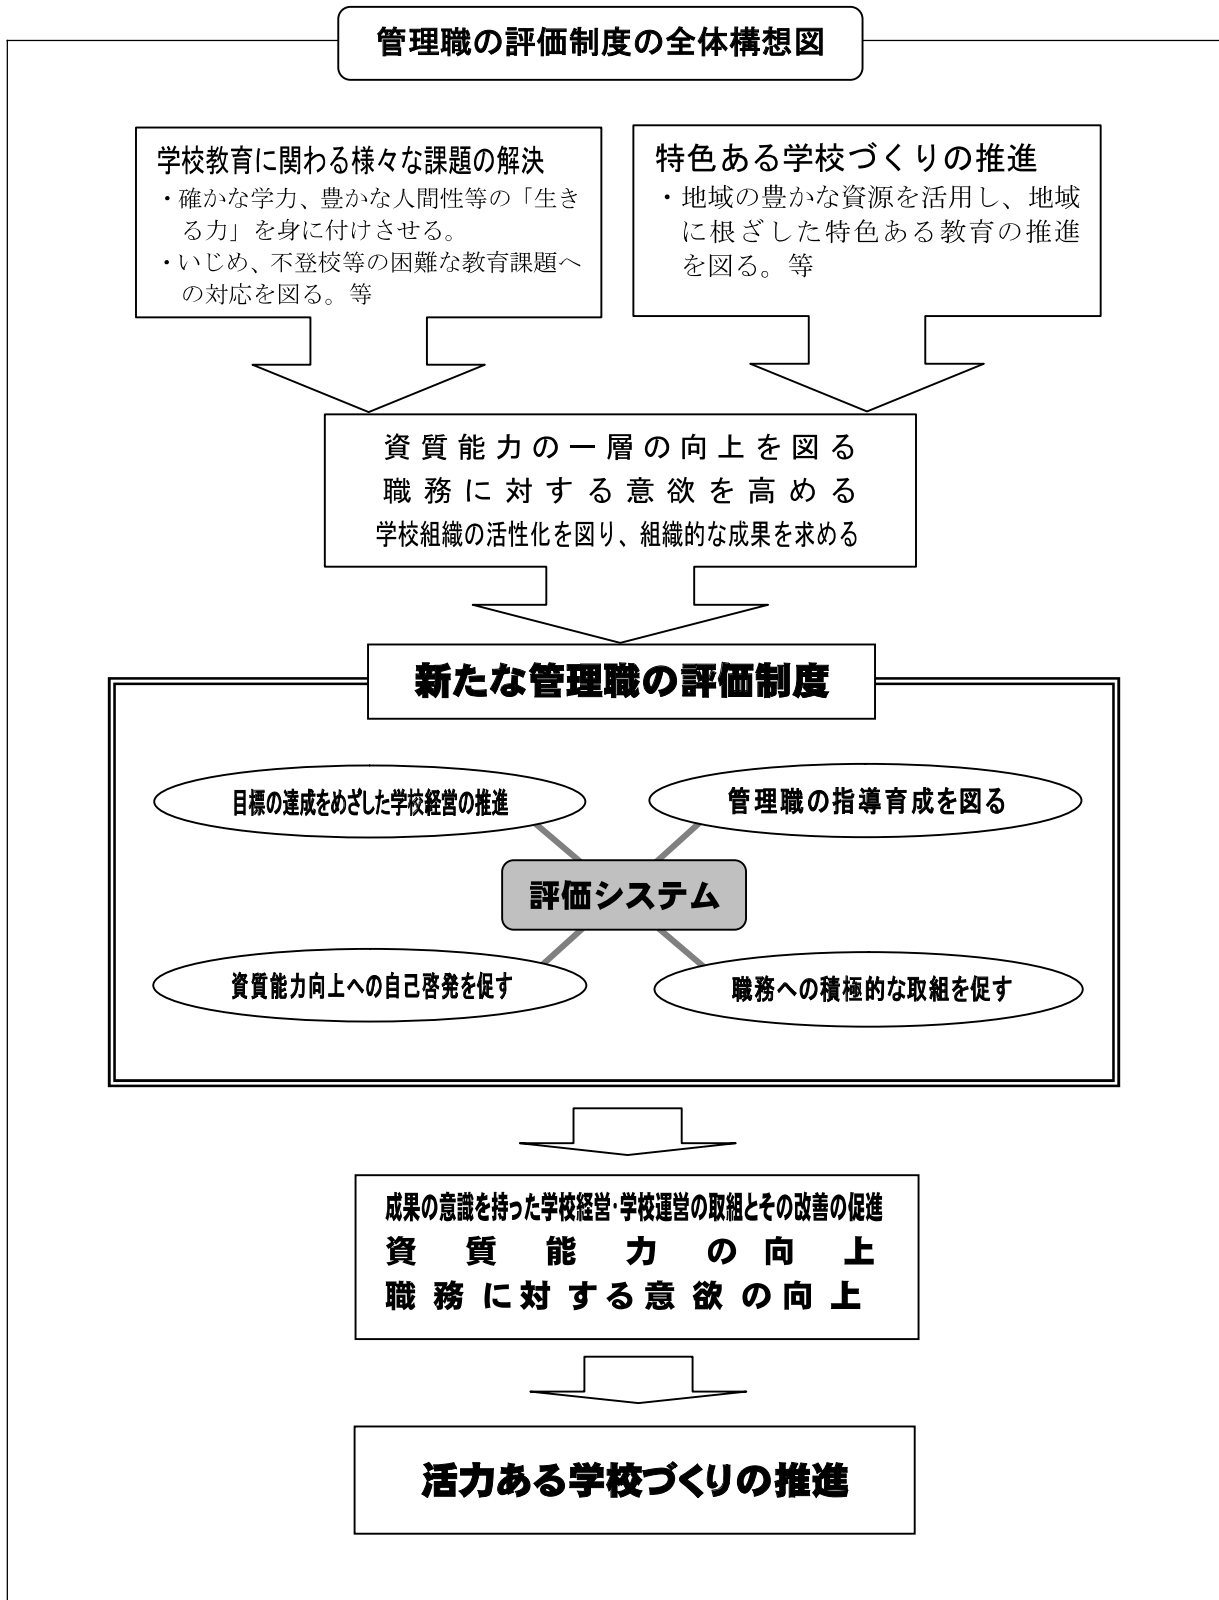 管理職の評価制度の全体構想図
学校教育に関わる様々な課題の解決
・確かな学力、豊かな人間性等の「生き
る力」を身に付けさせる。
・いじめ、不登校等の困難な教育課題へ
の対応を図る。等
特色ある学校づくりの推進
・地域の豊かな資源を活用し、地域
に根ざした特色ある教育の推進
を図る。等
資質能力の一層の向上を図る
職務に対する意欲を高める
学校組織の活性化を図り、組織的な成果を求める
新たな管理職の評価制度
目標の達成をめざした学校経営の推進
管理職の指導育成を図る
評価システム
資質能力向上への自己啓発を促す
職務への積極的な取組を促す
成果の意識を持った学校経営・学校運営の取組とその改善の促進
資質能力の向上
職務に対する意欲の向上
活力ある学校づくりの推進